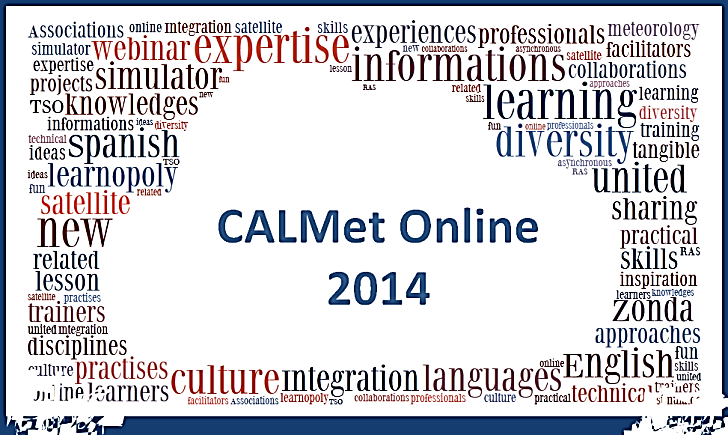 Associations online integration satellite skills experiences professionals meteorology
simulator webinar expertise new collaborations asynchronous satellite facilitators
expertise lesson informations collaborations
projects simulator fun RAS related approaches learning
TSO knowledges new skills learning diversity
informations ideas diversity fun online professionals training
technical spanish diversity tangible
ideas TSO asynchronous
ideas learnopoly RAS united
fun related
satellite sharing
new CALMet Online practical
related skills RAS
lesson 2014 inspiration
satellite practises learners knowledges
trainers zonda
united integration approaches
disciplines online fun
culture practises culture integration languages English skills
united
online learners facilitators Associations learnopoly TSO collaborations professionals culture practical technical trainers